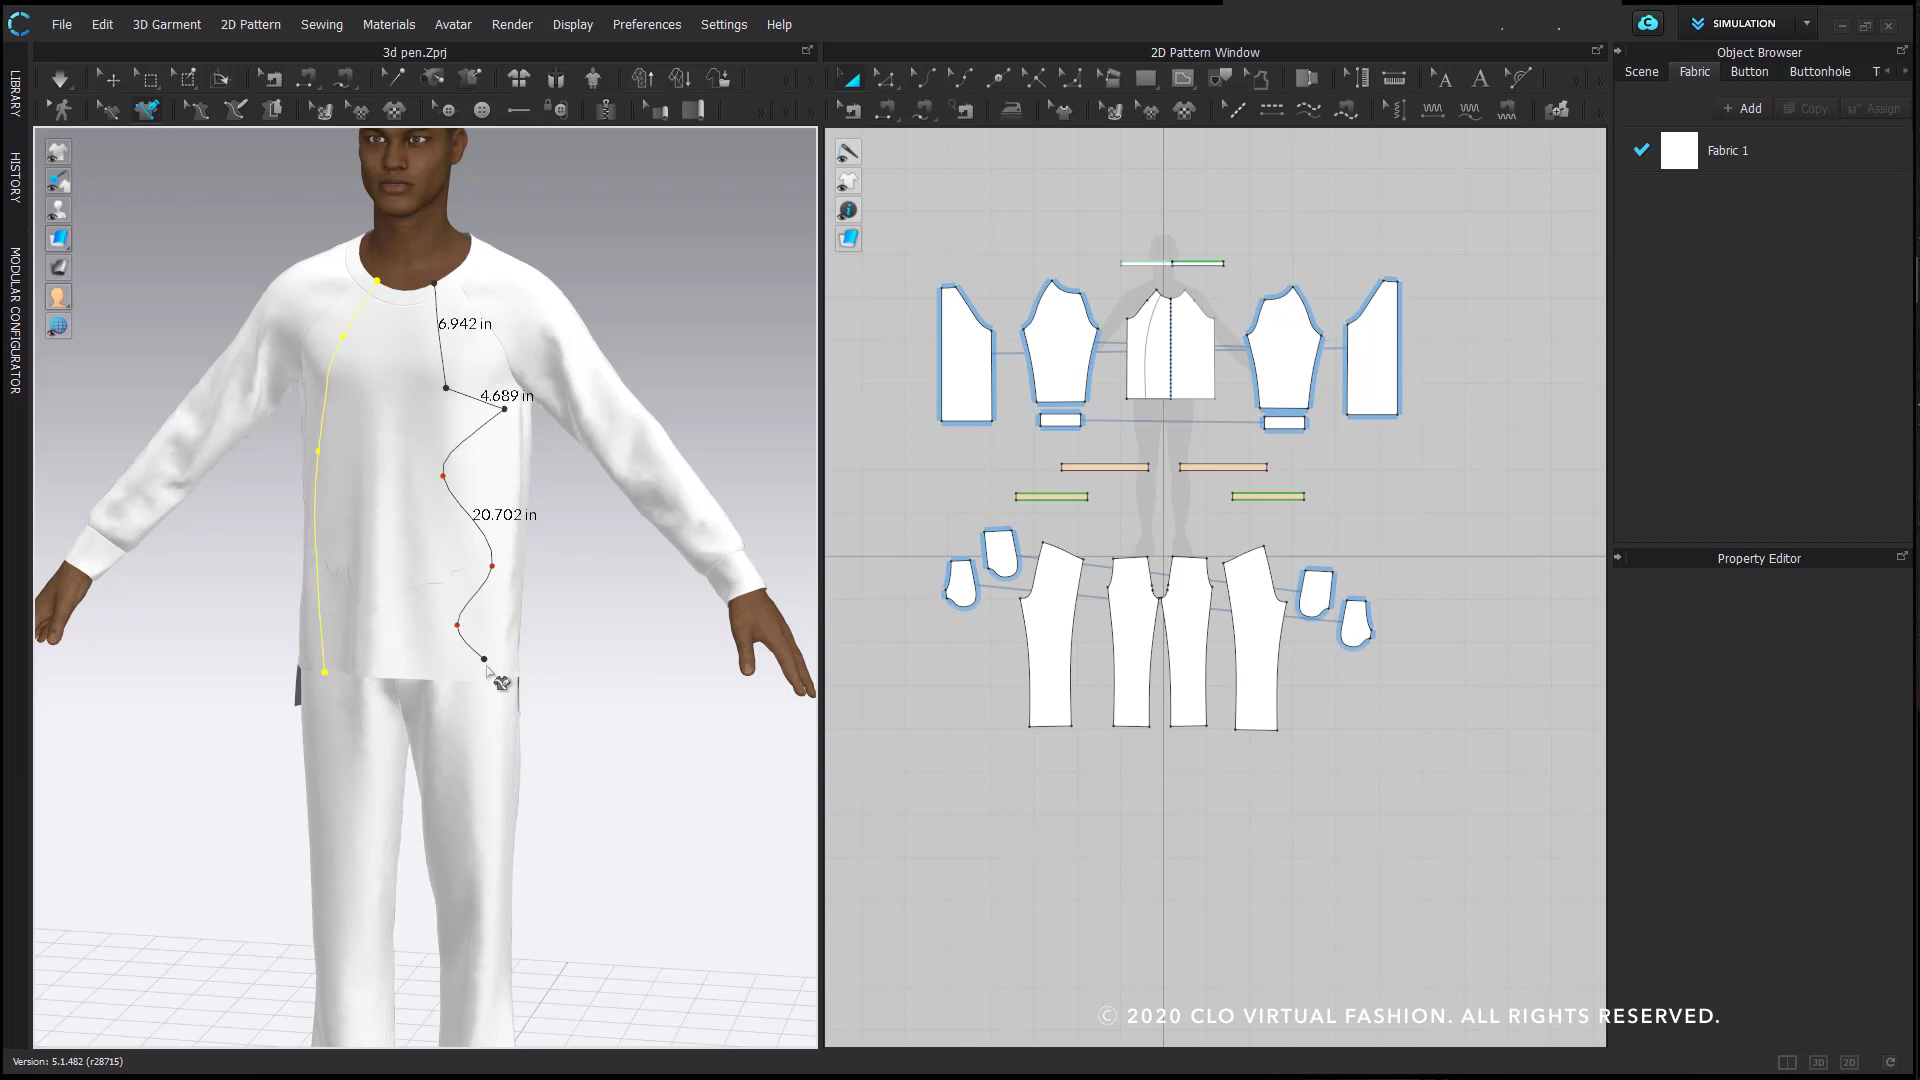 File Edit 3D Garment 2D Pattern Sewing Materials Avatar Render Display Preferences Settings Help
SIMULATION
3d pen.Zprj
2D Pattern Window
Object Browser
Scene Fabric Button Buttonhole T
+ Add Copy Assign
Fabric 1
LIBRARY
HISTORY
MODULAR CONFIGURATOR
6.942 in
4.689 in
20.702 in
Property Editor
© 2020 CLO VIRTUAL FASHION. ALL RIGHTS RESERVED.
Version: 5.1.482 (r28715)
3D 2D